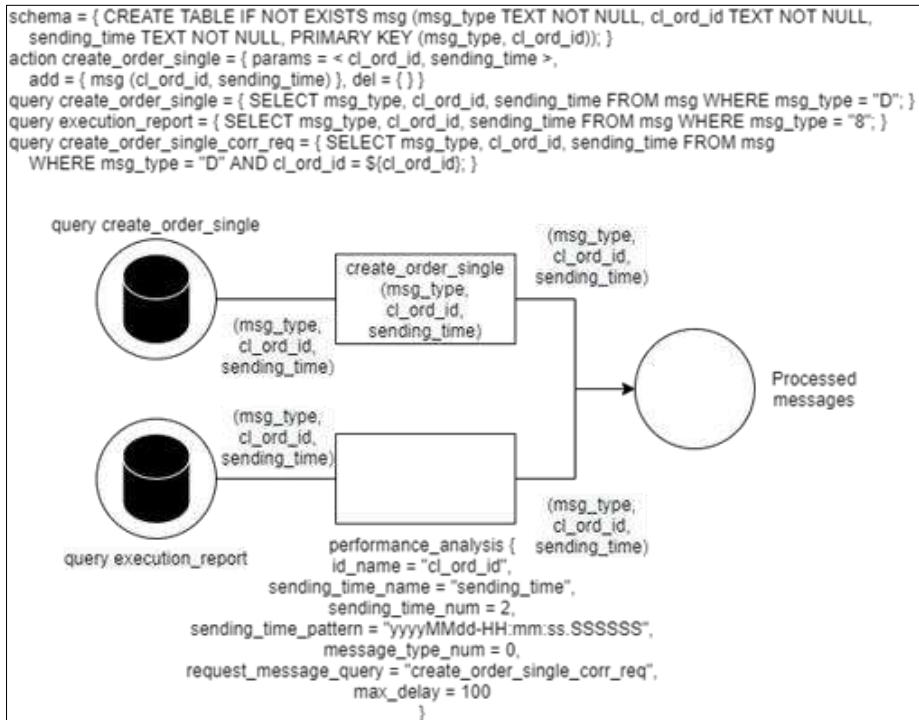 schema = { CREATE TABLE IF NOT EXISTS msg (msg_type TEXT NOT NULL, cl_ord_id TEXT NOT NULL,
sending_time TEXT NOT NULL, PRIMARY KEY (msg_type, cl_ord_id)); }
action create_order_single = { params = < cl_ord_id, sending_time >,
add = { msg (cl_ord_id, sending_time) }, del = { } }
query create_order_single = { SELECT msg_type, cl_ord_id, sending_time FROM msg WHERE msg_type = "D"; }
query execution_report = { SELECT msg_type, cl_ord_id, sending_time FROM msg WHERE msg_type = "8"; }
query create_order_single_corr_req = { SELECT msg_type, cl_ord_id, sending_time FROM msg
WHERE msg_type = "D" AND cl_ord_id = ${cl_ord_id}; }
query create_order_single
(msg_type,
cl_ord_id,
sending_time)
create_order_single
(msg_type,
cl_ord_id,
sending_time)
(msg_type,
cl_ord_id,
sending_time)
Processed
messages
(msg_type,
cl_ord_id,
sending_time)
query execution_report
(msg_type,
cl_ord_id,
sending_time)
performance_analysis {
id_name = "cl_ord_id",
sending_time_name = "sending_time",
sending_time_num = 2,
sending_time_pattern = "yyyyMMdd-HH:mm:ss.SSSSSS",
message_type_num = 0,
request_message_query = "create_order_single_corr_req",
max_delay = 100
}